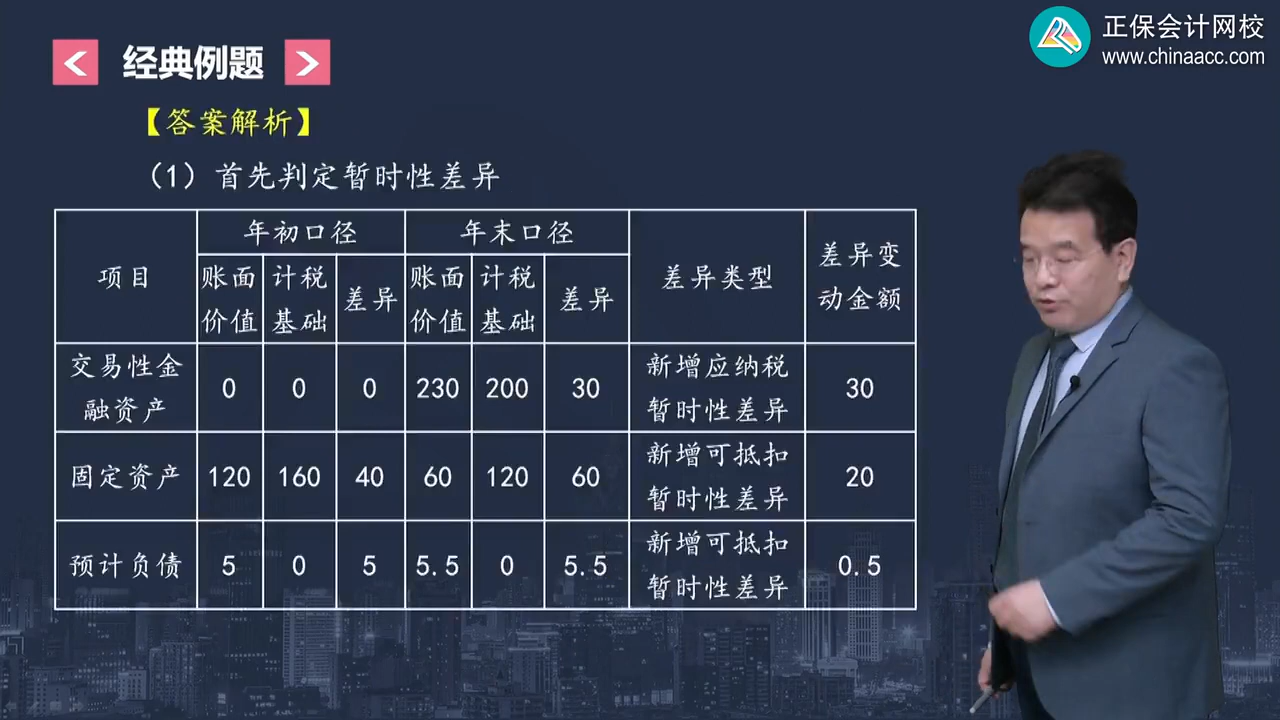 正保会计网校
www.chinaacc.com
经典例题
【答案解析】
（1）首先判定暂时性差异
项目
年初口径
年末口径
差异类型
差异变
动金额
账面
价值
计税
基础
差异
账面
价值
计税
基础
差异
交易性金
融资产
0
0
0
230
200
30
新增应纳税
暂时性差异
30
固定资产
120
160
40
60
120
60
新增可抵扣
暂时性差异
20
预计负债
5
0
5
5.5
0
5.5
新增可抵扣
暂时性差异
0.5